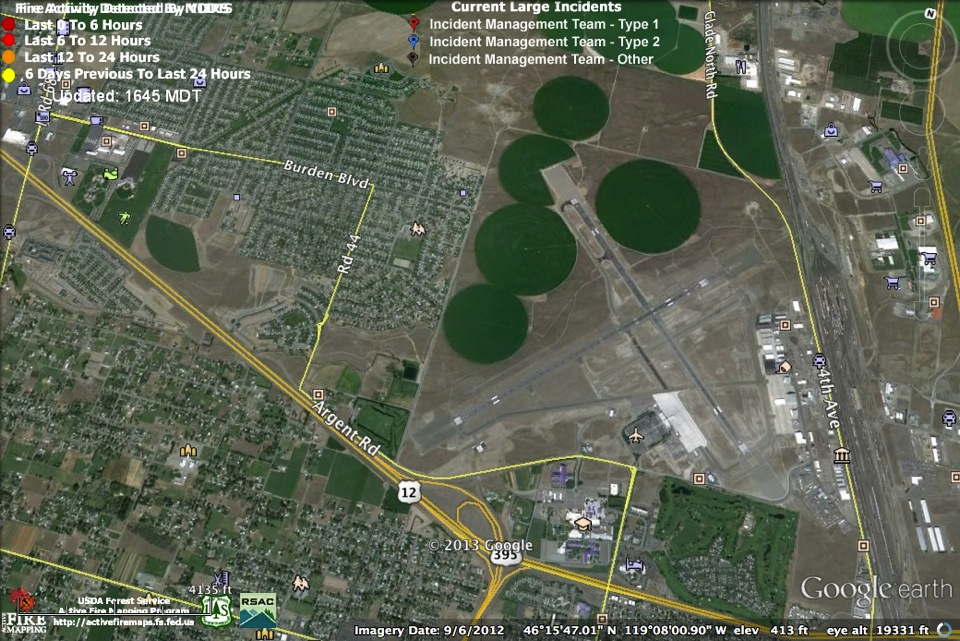 Fire Activity Detected By MODIS
Last 0 To 6 Hours
Last 6 To 12 Hours
Last 12 To 24 Hours
6 Days Previous To Last 24 Hours
Updated: 1645 MDT
Current Large Incidents
Incident Management Team - Type 1
Incident Management Team - Type 2
Incident Management Team - Other
N
Glade North Rd
Rd 68
Burden Blvd
Rd 44
4th Ave
Argent Rd
12
395
© 2013 Google
4135 ft
USDA Forest Service
Active Fire Mapping Program
http://activefiremaps.fs.fed.us
FIRE
MAPPING
RSAC
Google earth
Imagery Date: 9/6/2012 46°15'47.01" N 119°08'00.90" W elev 413 ft eye alt 19331 ft